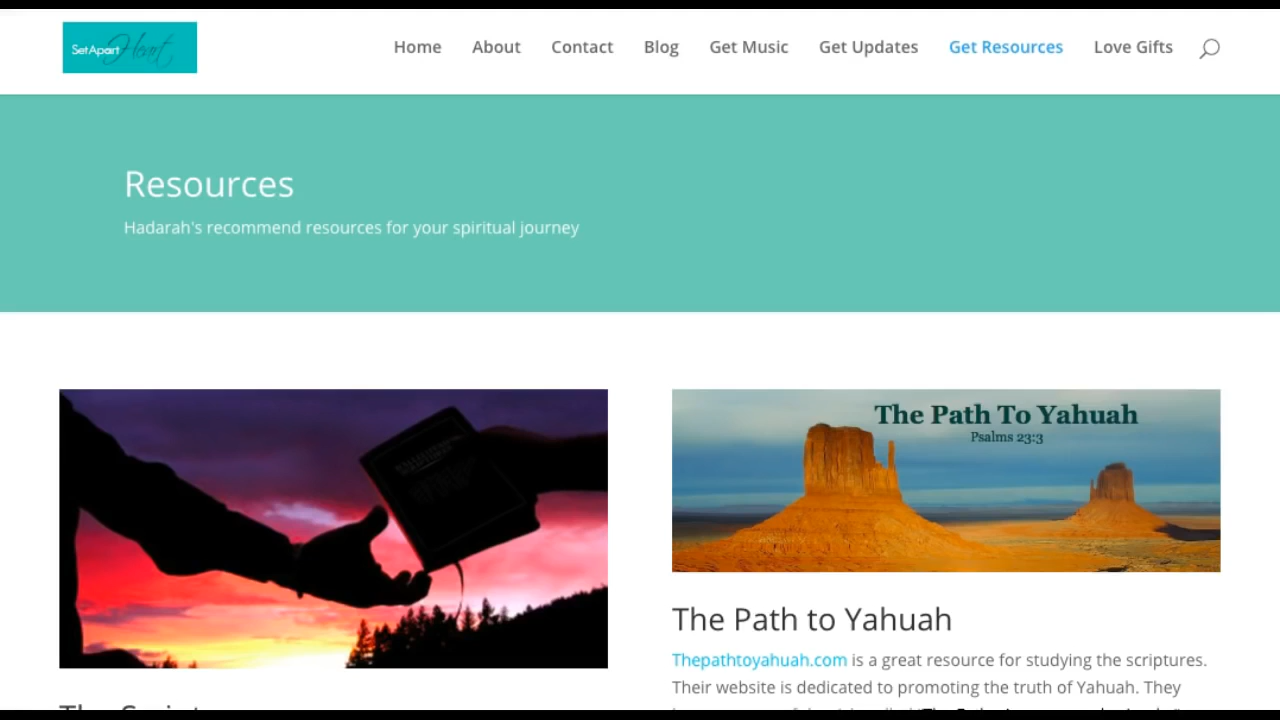 SetApart Heart
Home About Contact Blog Get Music Get Updates Get Resources Love Gifts
Resources
Hadarah's recommend resources for your spiritual journey
The Path To Yahuah
Psalms 23:3
The Path to Yahuah
Thepathtoyahuah.com is a great resource for studying the scriptures.
Their website is dedicated to promoting the truth of Yahuah. They